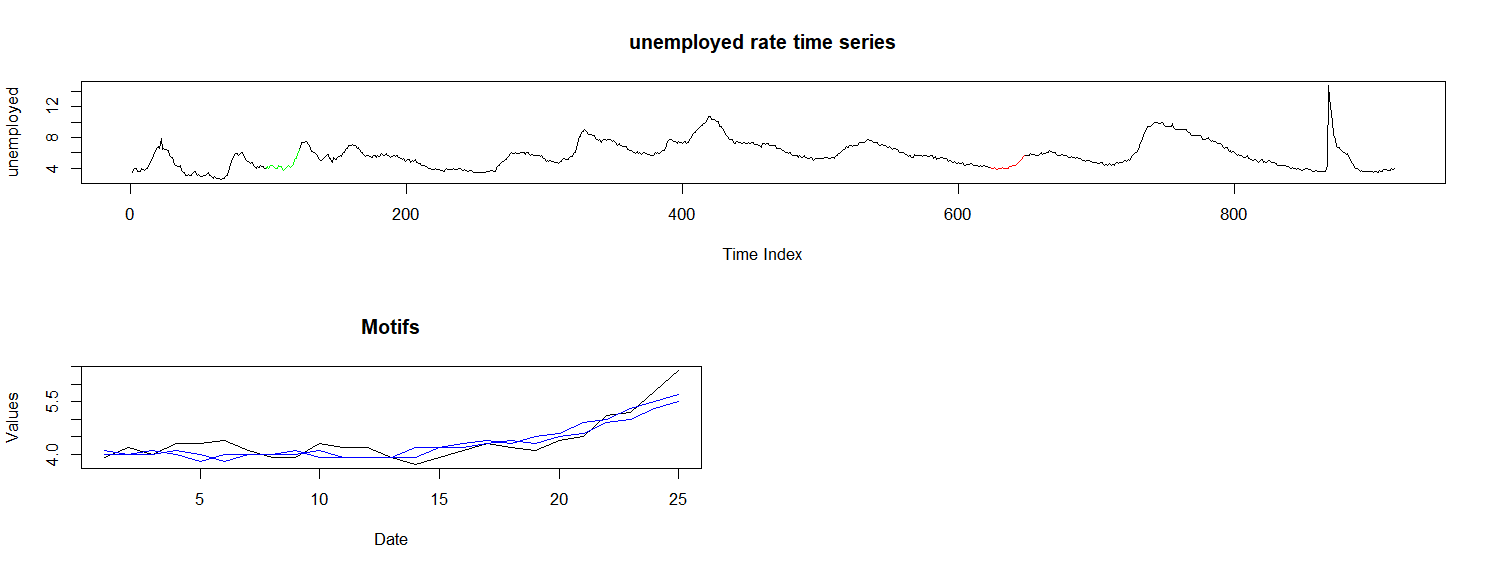 unemployed rate time series
unemployed
4 8 12
0 200 400 600 800
Time Index
Motifs
Values
4.0 5.5
5 10 15 20 25
Date